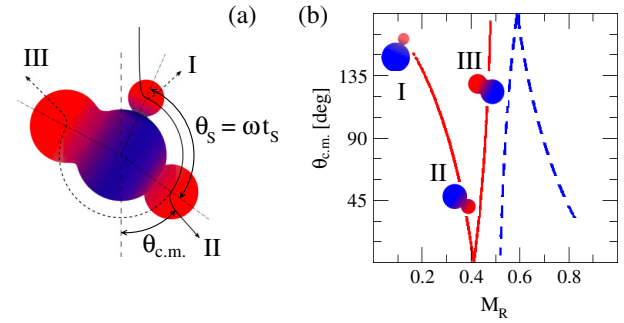 (a)
I
III
θS = ωtS
II
θc.m.
(b)
θc.m. [deg]
135
90
45
I
III
II
0.2
0.4
0.6
0.8
MR